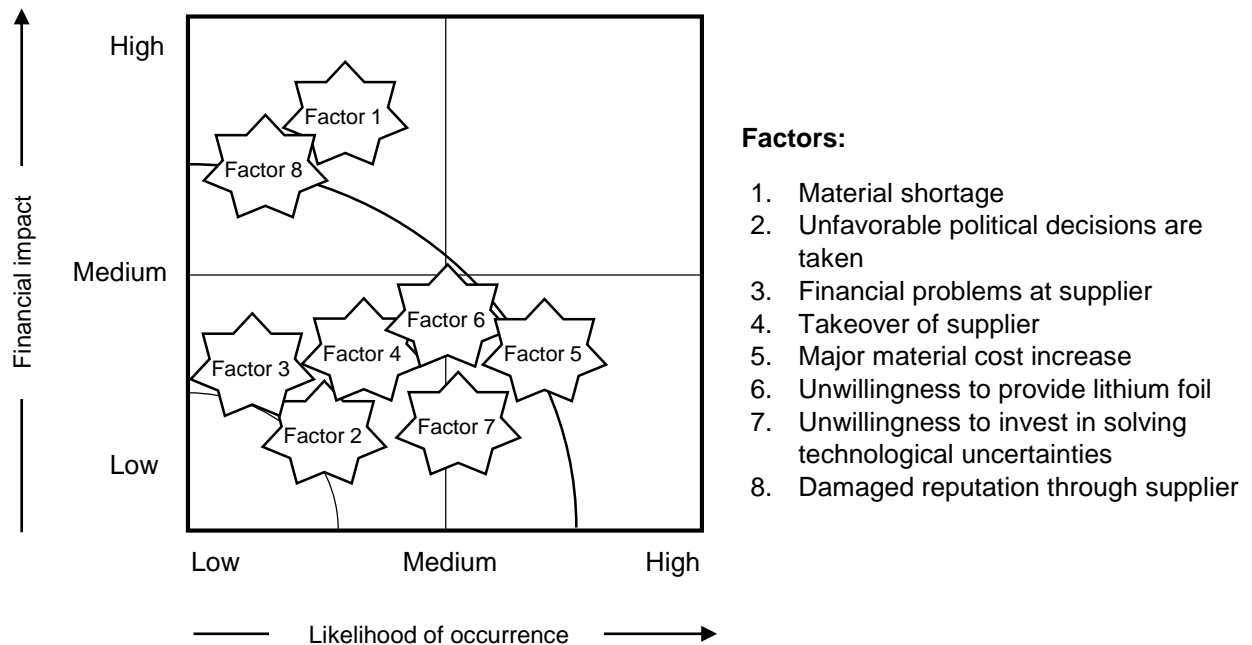 High
Medium
Low
Financial impact
Factor 1
Factor 8
Factor 6
Factor 4
Factor 5
Factor 3
Factor 2
Factor 7
Low
Medium
High
Likelihood of occurrence
Factors:
1. Material shortage
2. Unfavorable political decisions are
taken
3. Financial problems at supplier
4. Takeover of supplier
5. Major material cost increase
6. Unwillingness to provide lithium foil
7. Unwillingness to invest in solving
technological uncertainties
8. Damaged reputation through supplier